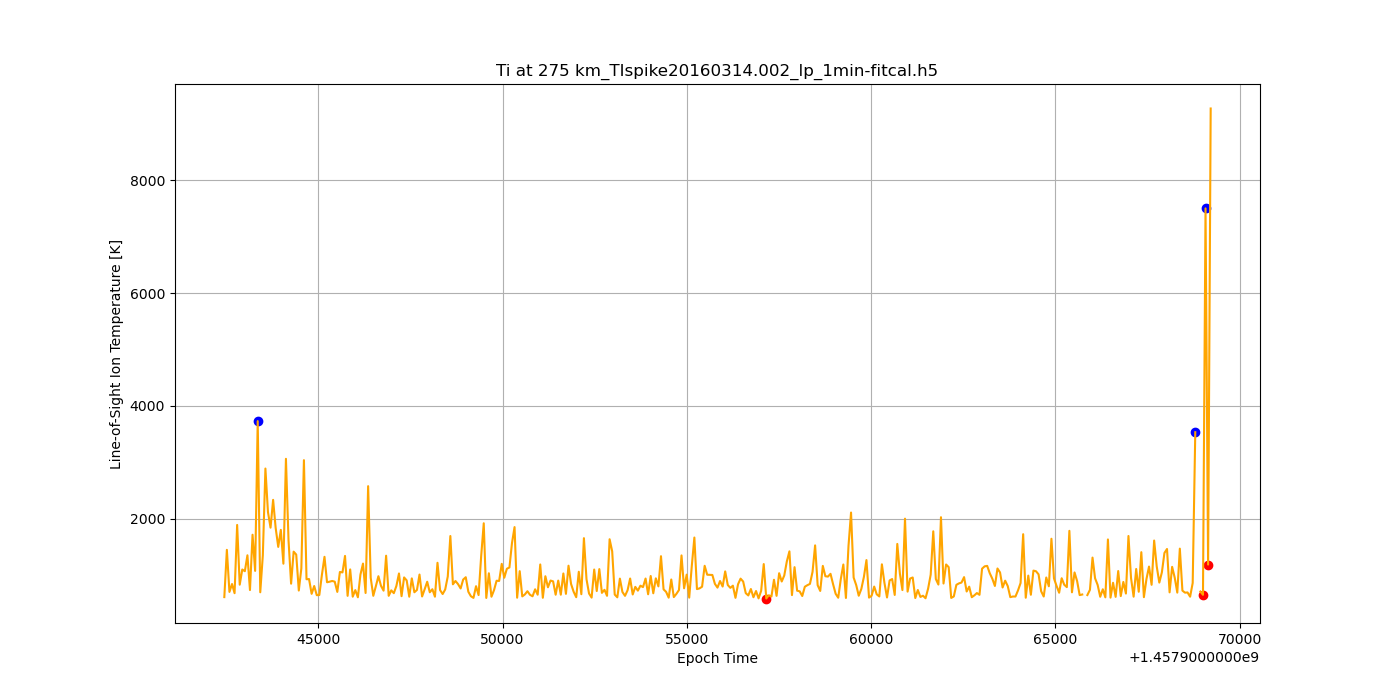 Ti at 275 km_TIspike20160314.002_lp_1min-fitcal.h5
Line-of-Sight Ion Temperature [K]
8000
6000
4000
2000
45000
50000
55000
60000
65000
70000
Epoch Time
+1.4579000000e9